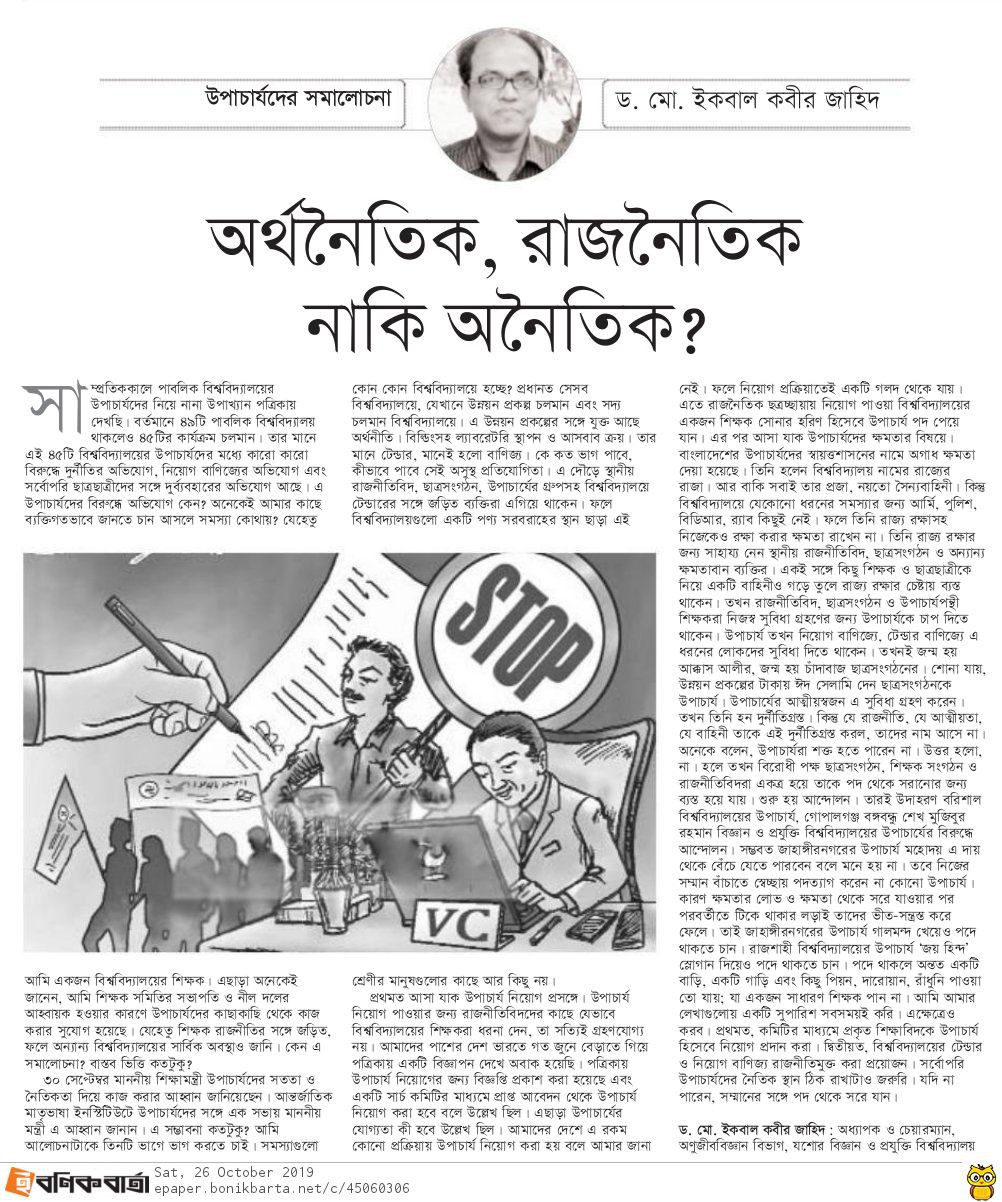 উপাচার্যদের সমালোচনা
ড. মো. ইকবাল কবীর জাহিদ
অর্থনৈতিক, রাজনৈতিক
নাকি অনৈতিক?
সাম্প্রতিককালে পাবলিক বিশ্ববিদ্যালয়ের
উপাচার্যদের নিয়ে নানা উপাখ্যান পত্রিকায়
দেখছি। বর্তমানে ৪৯টি পাবলিক বিশ্ববিদ্যালয়
থাকলেও ৪৫টির কার্যক্রম চলমান। তার মানে
এই ৪৫টি বিশ্ববিদ্যালয়ের উপাচার্যদের মধ্যে কারো কারো
বিরুদ্ধে দুর্নীতির অভিযোগ, নিয়োগ বাণিজ্যের অভিযোগ এবং
সর্বোপরি ছাত্রছাত্রীদের সঙ্গে দুর্ব্যবহারের অভিযোগ আছে। এ
উপাচার্যদের বিরুদ্ধে অভিযোগ কেন? অনেকেই আমার কাছে
ব্যক্তিগতভাবে জানতে চান আসলে সমস্যা কোথায়? যেহেতু
STOP
VC
আমি একজন বিশ্ববিদ্যালয়ের শিক্ষক। এছাড়া অনেকেই
জানেন, আমি শিক্ষক সমিতির সভাপতি ও নীল দলের
আহ্বায়ক হওয়ার কারণে উপাচার্যদের কাছাকাছি থেকে কাজ
করার সুযোগ হয়েছে। যেহেতু শিক্ষক রাজনীতির সঙ্গে জড়িত,
ফলে অন্যান্য বিশ্ববিদ্যালয়ের সার্বিক অবস্থাও জানি। কেন এ
সমালোচনা? বাস্তব ভিত্তি কতটুকু?
৩০ সেপ্টেম্বর মাননীয় শিক্ষামন্ত্রী উপাচার্যদের সততা ও
নৈতিকতা দিয়ে কাজ করার আহ্বান জানিয়েছেন। আন্তর্জাতিক
মাতৃভাষা ইনস্টিটিউটে উপাচার্যদের সঙ্গে এক সভায় মাননীয়
মন্ত্রী এ আহ্বান জানান। এ সম্ভাবনা কতটুকু? আমি
আলোচনাটাকে তিনটি ভাগে ভাগ করতে চাই। সমস্যাগুলো
কোন কোন বিশ্ববিদ্যালয়ে হচ্ছে? প্রধানত সেসব
বিশ্ববিদ্যালয়ে, যেখানে উন্নয়ন প্রকল্প চলমান এবং সদ্য
চলমান বিশ্ববিদ্যালয়ে। এ উন্নয়ন প্রকল্পের সঙ্গে যুক্ত আছে
অর্থনীতি। বিল্ডিংসহ ল্যাবরেটরি স্থাপন ও আসবাব ক্রয়। তার
মানে টেন্ডার, মানেই হলো বাণিজ্য। কে কত ভাগ পাবে,
কীভাবে পাবে সেই অসুস্থ প্রতিযোগিতা। এ দৌড়ে স্থানীয়
রাজনীতিবিদ, ছাত্রসংগঠন, উপাচার্যের গ্রুপসহ বিশ্ববিদ্যালয়ে
টেন্ডারের সঙ্গে জড়িত ব্যক্তিরা এগিয়ে থাকেন। ফলে
বিশ্ববিদ্যালয়গুলো একটি পণ্য সরবরাহের স্থান ছাড়া এই
শ্রেণীর মানুষগুলোর কাছে আর কিছু নয়।
প্রথমত আসা যাক উপাচার্য নিয়োগ প্রসঙ্গে। উপাচার্য
নিয়োগ পাওয়ার জন্য রাজনীতিবিদদের কাছে যেভাবে
বিশ্ববিদ্যালয়ের শিক্ষকরা ধরনা দেন, তা সত্যিই গ্রহণযোগ্য
নয়। আমাদের পাশের দেশ ভারতে গত জুনে বেড়াতে গিয়ে
পত্রিকায় একটি বিজ্ঞাপন দেখে অবাক হয়েছি। পত্রিকায়
উপাচার্য নিয়োগের জন্য বিজ্ঞপ্তি প্রকাশ করা হয়েছে এবং
একটি সার্চ কমিটির মাধ্যমে প্রাপ্ত আবেদন থেকে উপাচার্য
নিয়োগ করা হবে বলে উল্লেখ ছিল। এছাড়া উপাচার্যের
যোগ্যতা কী হবে উল্লেখ ছিল। আমাদের দেশে এ রকম
কোনো প্রক্রিয়ায় উপাচার্য নিয়োগ করা হয় বলে আমার জানা
নেই। ফলে নিয়োগ প্রক্রিয়াতেই একটি গলদ থেকে যায়।
এতে রাজনৈতিক ছত্রচ্ছায়ায় নিয়োগ পাওয়া বিশ্ববিদ্যালয়ের
একজন শিক্ষক সোনার হরিণ হিসেবে উপাচার্য পদ পেয়ে
যান। এর পর আসা যাক উপাচার্যদের ক্ষমতার বিষয়ে।
বাংলাদেশের উপাচার্যদের স্বায়ত্তশাসনের নামে অগাধ ক্ষমতা
দেয়া হয়েছে। তিনি হলেন বিশ্ববিদ্যালয় নামের রাজ্যের
রাজা। আর বাকি সবাই তার প্রজা, নয়তো সৈন্যবাহিনী। কিন্তু
বিশ্ববিদ্যালয়ে যেকোনো ধরনের সমস্যার জন্য আর্মি, পুলিশ,
বিডিআর, র‍্যাব কিছুই নেই। ফলে তিনি রাজ্য রক্ষাসহ
নিজেকেও রক্ষা করার ক্ষমতা রাখেন না। তিনি রাজ্য রক্ষার
জন্য সাহায্য নেন স্থানীয় রাজনীতিবিদ, ছাত্রসংগঠন ও অন্যান্য
ক্ষমতাবান ব্যক্তির। একই সঙ্গে কিছু শিক্ষক ও ছাত্রছাত্রীকে
নিয়ে একটি বাহিনীও গড়ে তুলে রাজ্য রক্ষার চেষ্টায় ব্যস্ত
থাকেন। তখন রাজনীতিবিদ, ছাত্রসংগঠন ও উপাচার্যপন্থী
শিক্ষকরা নিজস্ব সুবিধা গ্রহণের জন্য উপাচার্যকে চাপ দিতে
থাকেন। উপাচার্য তখন নিয়োগ বাণিজ্যে, টেন্ডার বাণিজ্যে এ
ধরনের লোকদের সুবিধা দিতে থাকেন। তখনই জন্ম হয়
আক্কাস আলীর, জন্ম হয় চাঁদাবাজ ছাত্রসংগঠনের। শোনা যায়,
উন্নয়ন প্রকল্পের টাকায় ঈদ সেলামি দেন ছাত্রসংগঠনকে
উপাচার্য। উপাচার্যের আত্মীয়স্বজন এ সুবিধা গ্রহণ করেন।
তখন তিনি হন দুর্নীতিগ্রস্ত। কিন্তু যে রাজনীতি, যে আত্মীয়তা,
যে বাহিনী তাকে এই দুর্নীতিগ্রস্ত করল, তাদের নাম আসে না।
অনেকে বলেন, উপাচার্যরা শক্ত হতে পারেন না। উত্তর হলো,
না। হলে তখন বিরোধী পক্ষ ছাত্রসংগঠন, শিক্ষক সংগঠন ও
রাজনীতিবিদরা একত্র হয়ে তাকে পদ থেকে সরানোর জন্য
ব্যস্ত হয়ে যায়। শুরু হয় আন্দোলন। তারই উদাহরণ বরিশাল
বিশ্ববিদ্যালয়ের উপাচার্য, গোপালগঞ্জ বঙ্গবন্ধু শেখ মুজিবুর
রহমান বিজ্ঞান ও প্রযুক্তি বিশ্ববিদ্যালয়ের উপাচার্যের বিরুদ্ধে
আন্দোলন। সম্ভবত জাহাঙ্গীরনগরের উপাচার্য মহোদয় এ দায়
থেকে বেঁচে যেতে পারবেন বলে মনে হয় না। তবে নিজের
সম্মান বাঁচাতে স্বেচ্ছায় পদত্যাগ করেন না কোনো উপাচার্য।
কারণ ক্ষমতার লোভ ও ক্ষমতা থেকে সরে যাওয়ার পর
পরবর্তীতে টিকে থাকার লড়াই তাদের ভীত-সন্ত্রস্ত করে
ফেলে। তাই জাহাঙ্গীরনগরের উপাচার্য গালমন্দ খেয়েও পদে
থাকতে চান। রাজশাহী বিশ্ববিদ্যালয়ের উপাচার্য ‘জয় হিন্দ’
স্লোগান দিয়েও পদে থাকতে চান। পদে থাকলে অন্তত একটি
বাড়ি, একটি গাড়ি এবং কিছু পিয়ন, দারোয়ান, রাঁধুনি পাওয়া
তো যায়; যা একজন সাধারণ শিক্ষক পান না। আমি আমার
লেখাগুলোয় একটি সুপারিশ সবসময়ই করি। এক্ষেত্রেও
করব। প্রথমত, কমিটির মাধ্যমে প্রকৃত শিক্ষাবিদকে উপাচার্য
হিসেবে নিয়োগ প্রদান করা। দ্বিতীয়ত, বিশ্ববিদ্যালয়ের টেন্ডার
ও নিয়োগ বাণিজ্য রাজনীতিমুক্ত করা প্রয়োজন। সর্বোপরি
উপাচার্যদের নৈতিক স্থান ঠিক রাখাটাও জরুরি। যদি না
পারেন, সম্মানের সঙ্গে পদ থেকে সরে যান।
ড. মো. ইকবাল কবীর জাহিদ : অধ্যাপক ও চেয়ারম্যান,
অণুজীববিজ্ঞান বিভাগ, যশোর বিজ্ঞান ও প্রযুক্তি বিশ্ববিদ্যালয়
বণিক বার্তা
Sat, 26 October 2019
epaper.bonikbarta.net/c/45060306